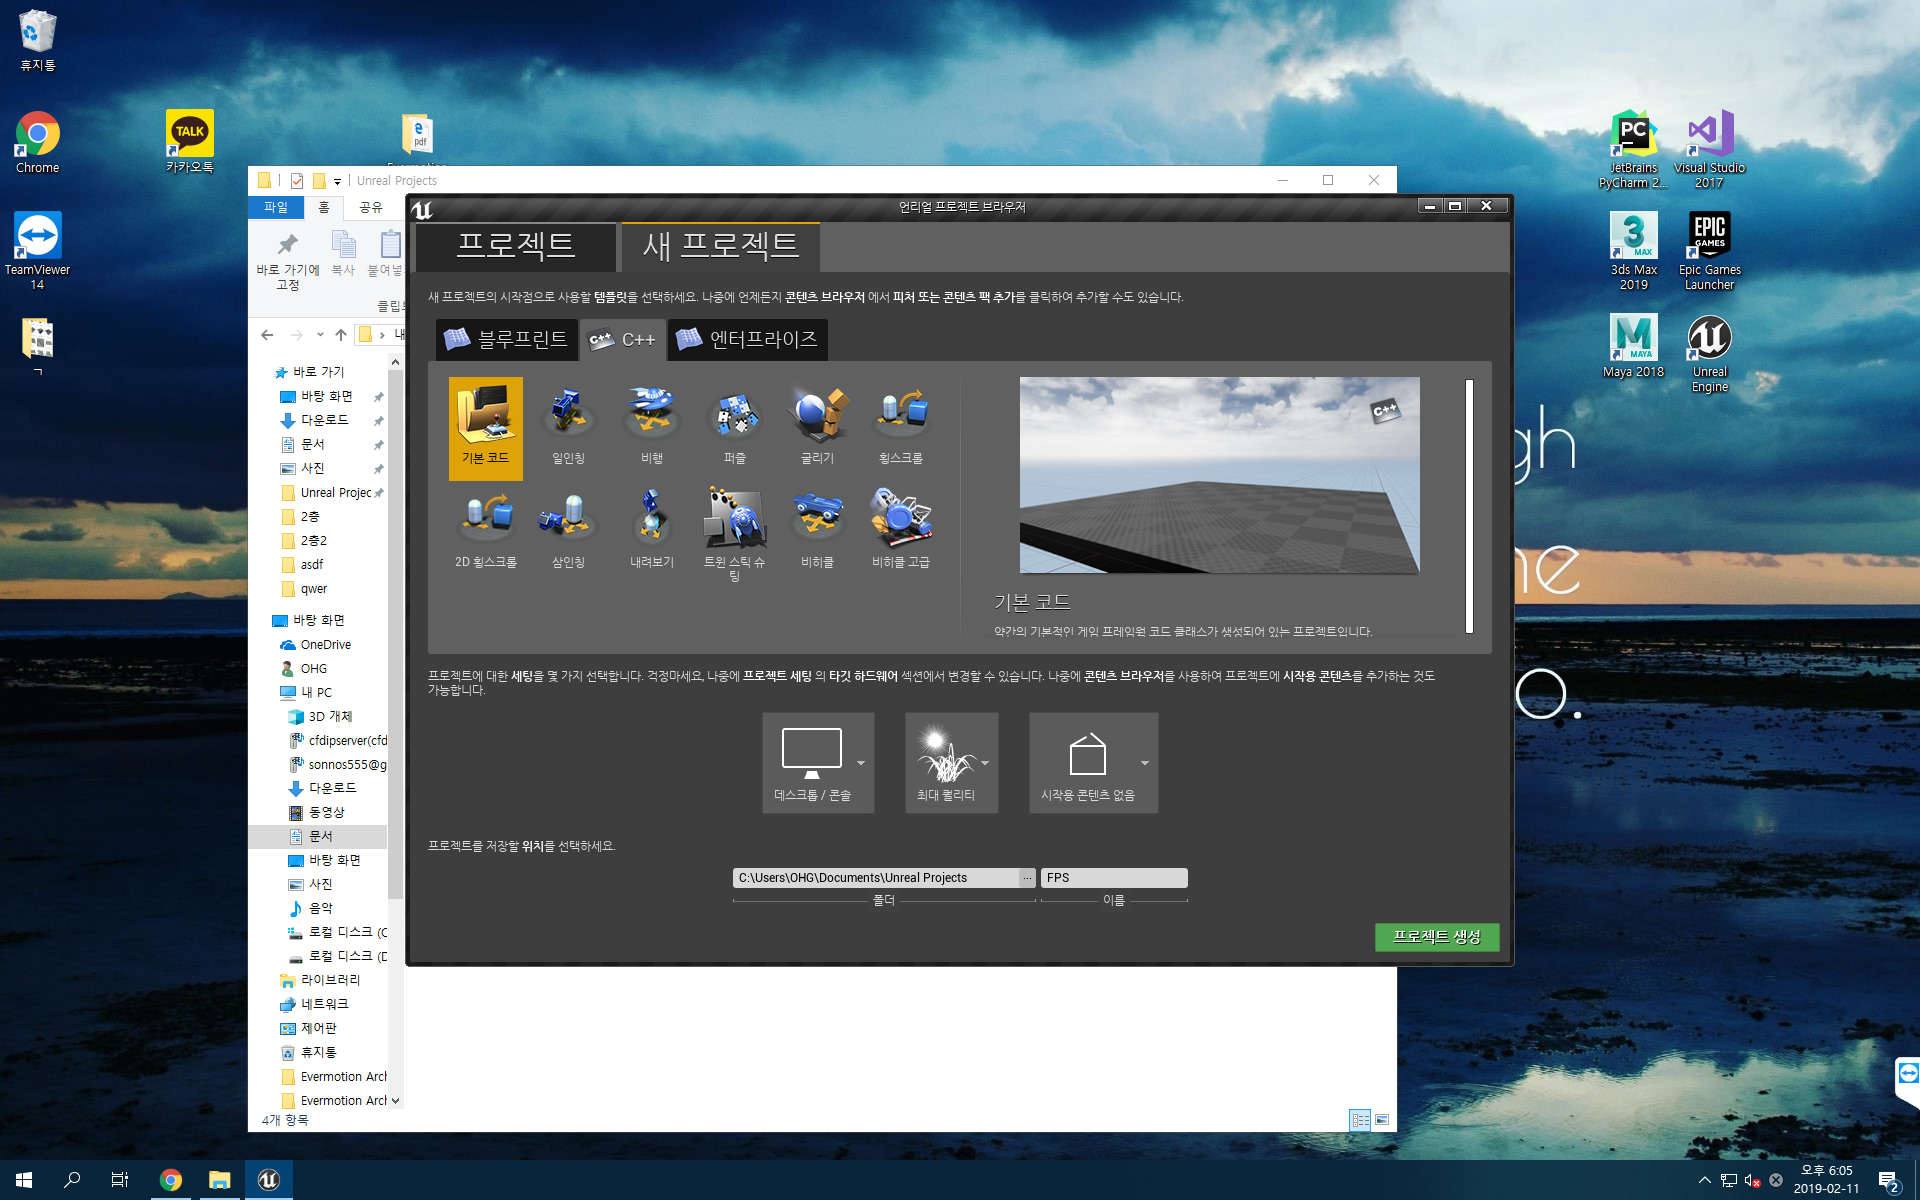 휴지통
Chrome
TALK
카카오톡
pdf
TeamViewer
14
ㄱ
PC
JetBrains
PyCharm 2...
Visual Studio
2017
3
MAX
3ds Max
2019
EPIC
GAMES
Epic Games
Launcher
M
MAYA
Maya 2018
Unreal
Engine
Unreal Projects
파일
홈
공유
바로 가기에
고정
복사
클립
바로 가기
바탕 화면
다운로드
문서
사진
Unreal Projec
2층
2층2
asdf
qwer
바탕 화면
OneDrive
OHG
내 PC
3D 개체
cfdipserver(cfd
sonnos555@g
다운로드
동영상
문서
바탕 화면
사진
음악
로컬 디스크 (C
로컬 디스크 (D
라이브러리
네트워크
제어판
휴지통
Evermotion Arch
Evermotion Arch
4개 항목
언리얼 프로젝트 브라우저
프로젝트
새 프로젝트
새 프로젝트의 시작점으로 사용할 템플릿을 선택하세요. 나중에 언제든지 콘텐츠 브라우저 에서 피처 또는 콘텐츠 팩 추가를 클릭하여 추가할 수도 있습니다.
블루프린트
C++
C++
엔터프라이즈
기본 코드
일인칭
비행
퍼즐
굴리기
횡스크롤
2D 횡스크롤
삼인칭
내려보기
트윈 스틱 슈
팅
비히클
비히클 고급
C++
기본 코드
약간의 기본적인 게임 프레임워 코드 클래스가 생성되어 있는 프로젝트입니다.
프로젝트에 대한 세팅을 몇 가지 선택합니다. 걱정마세요, 나중에 프로젝트 세팅 의 타깃 하드웨어 섹션에서 변경할 수 있습니다. 나중에 콘텐츠 브라우저를 사용하여 프로젝트에 시작용 콘텐츠를 추가하는 것도
가능합니다.
데스크톱 / 콘솔
최대 퀄리티
시작용 콘텐츠 없음
프로젝트를 저장할 위치를 선택하세요.
C:\Users\OHG\Documents\Unreal Projects
...
FPS
폴더
이름
프로젝트 생성
gh
ne
o.
오후 6:05
2019-02-11
2